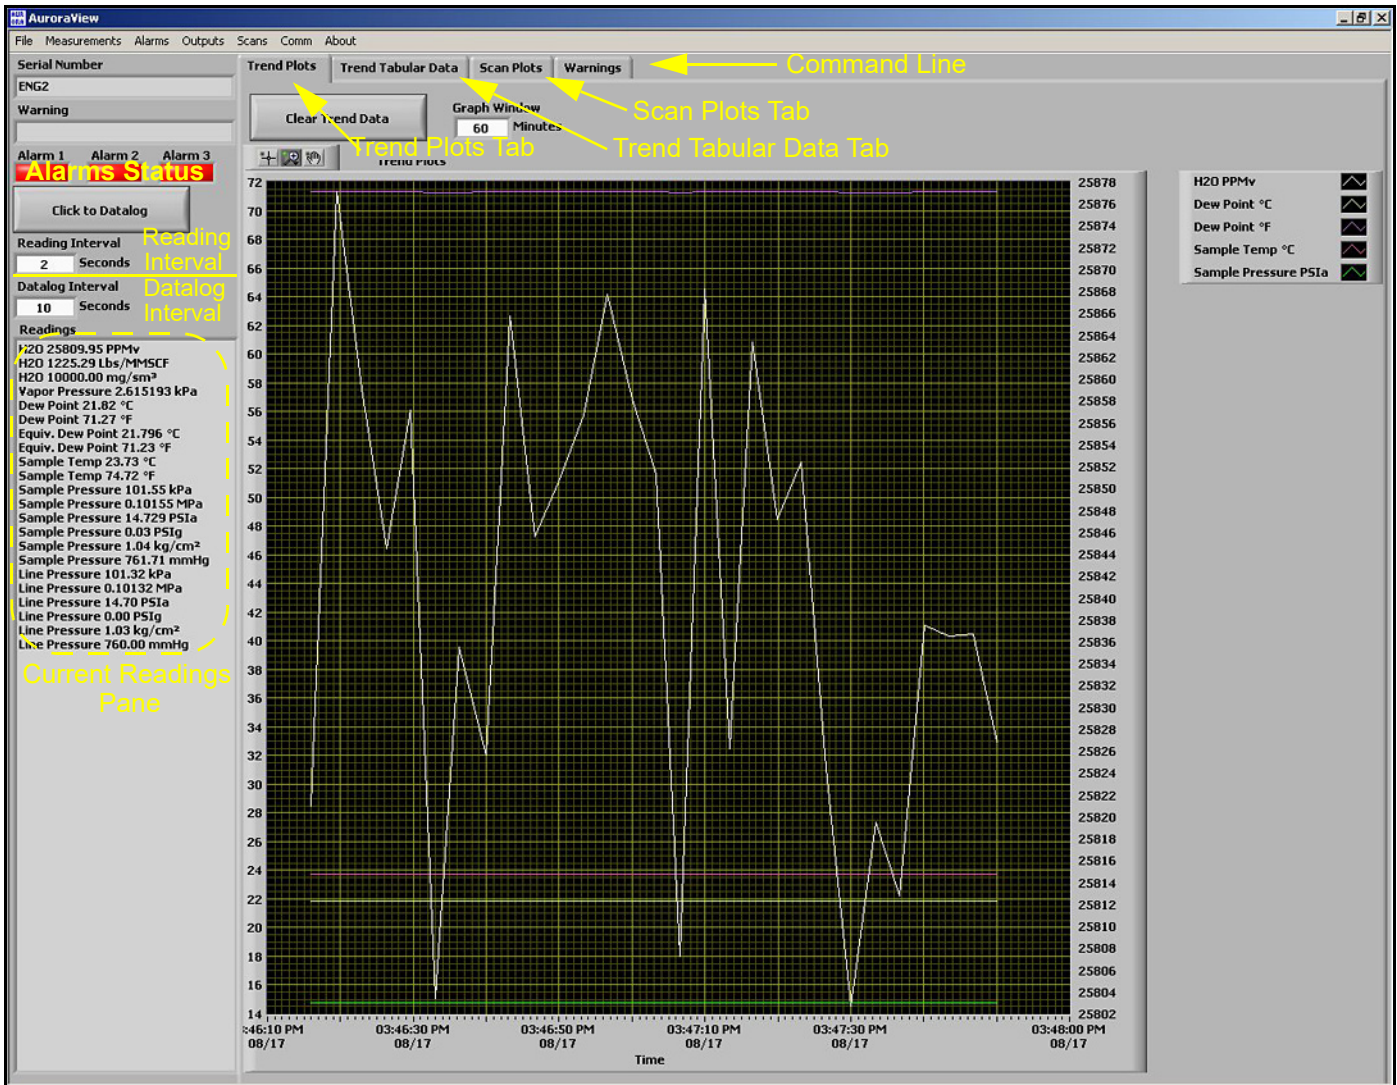 AuroraView
File Measurements Alarms Outputs Scans Comm About
Serial Number
ENG2
Warning
Alarm 1 Alarm 2 Alarm 3
Alarms Status
Click to Datalog
Reading Interval
2 Seconds
Reading
Interval
Datalog Interval
10 Seconds
Datalog
Interval
Readings
H2O 25809.95 PPMv
H2O 1225.29 Lbs/MMSCF
H2O 10000.00 mg/sm³
Vapor Pressure 2.615193 kPa
Dew Point 21.82 °C
Dew Point 71.27 °F
Equiv. Dew Point 21.796 °C
Equiv. Dew Point 71.23 °F
Sample Temp 23.73 °C
Sample Temp 74.72 °F
Sample Pressure 101.55 kPa
Sample Pressure 0.10155 MPa
Sample Pressure 14.729 PSIa
Sample Pressure 0.03 PSIg
Sample Pressure 1.04 kg/cm²
Sample Pressure 761.71 mmHg
Line Pressure 101.32 kPa
Line Pressure 0.10132 MPa
Line Pressure 14.70 PSIa
Line Pressure 0.00 PSIg
Line Pressure 1.03 kg/cm²
Line Pressure 760.00 mmHg
Current Readings
Pane
Trend Plots Trend Tabular Data Scan Plots Warnings
Command Line
Clear Trend Data
Graph Window
60 Minutes
Scan Plots Tab
Trend Plots Tab
Trend Tabular Data Tab
Trend Plots
72
70
68
66
64
62
60
58
56
54
52
50
48
46
44
42
40
38
36
34
32
30
28
26
24
22
20
18
16
14
25878
25876
25874
25872
25870
25868
25866
25864
25862
25860
25858
25856
25854
25852
25850
25848
25846
25844
25842
25840
25838
25836
25834
25832
25830
25828
25826
25824
25822
25820
25818
25816
25814
25812
25810
25808
25806
25804
25802
:46:10 PM 03:46:30 PM 03:46:50 PM 03:47:10 PM 03:47:30 PM 03:48:00 PM
08/17 08/17 08/17 08/17 08/17 08/17
Time
H2O PPMv
Dew Point °C
Dew Point °F
Sample Temp °C
Sample Pressure PSIa